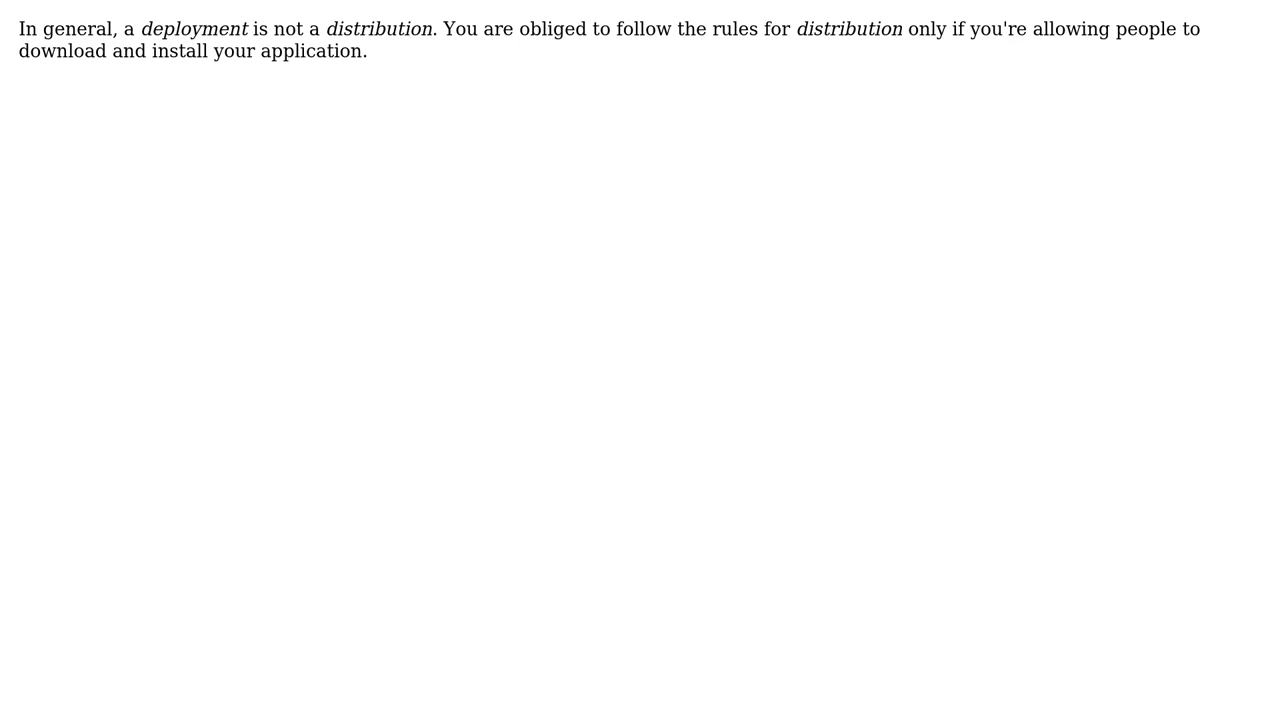 In general, a deployment is not a distribution. You are obliged to follow the rules for distribution only if you're allowing people to
download and install your application.